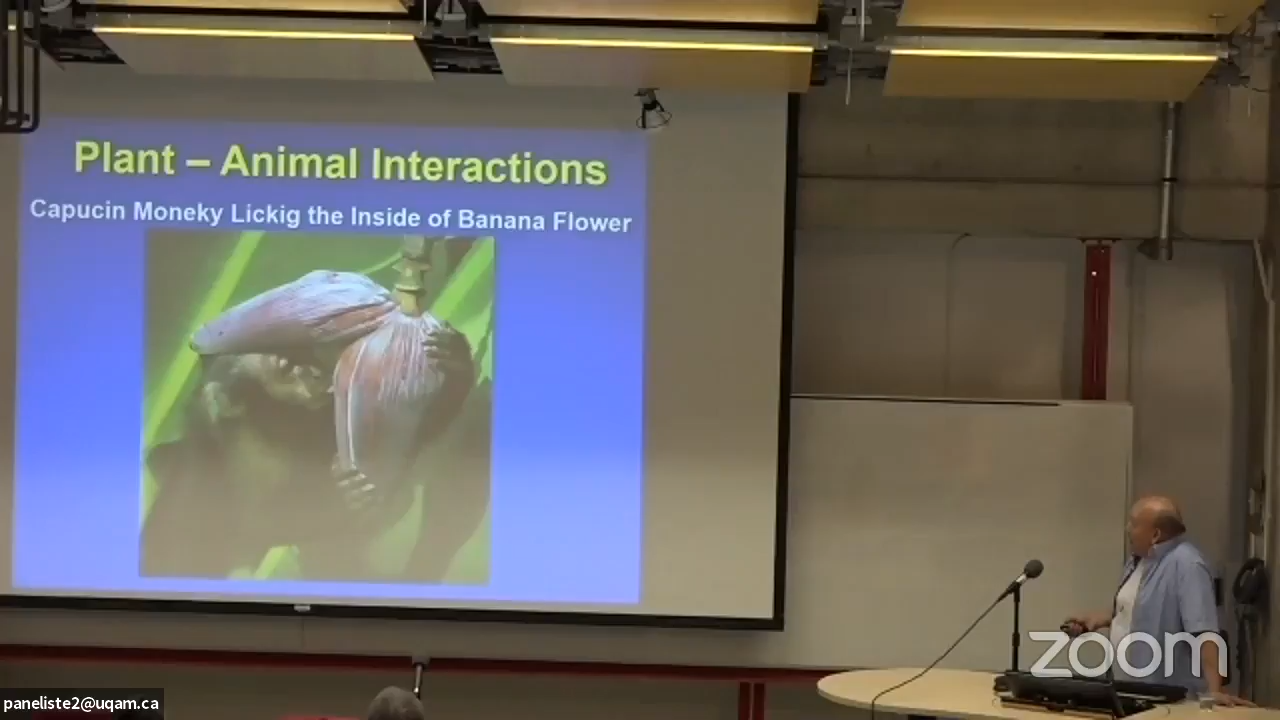 Plant – Animal Interactions
Capucin Moneky Lickig the Inside of Banana Flower
zoom
paneliste2@uqam.ca